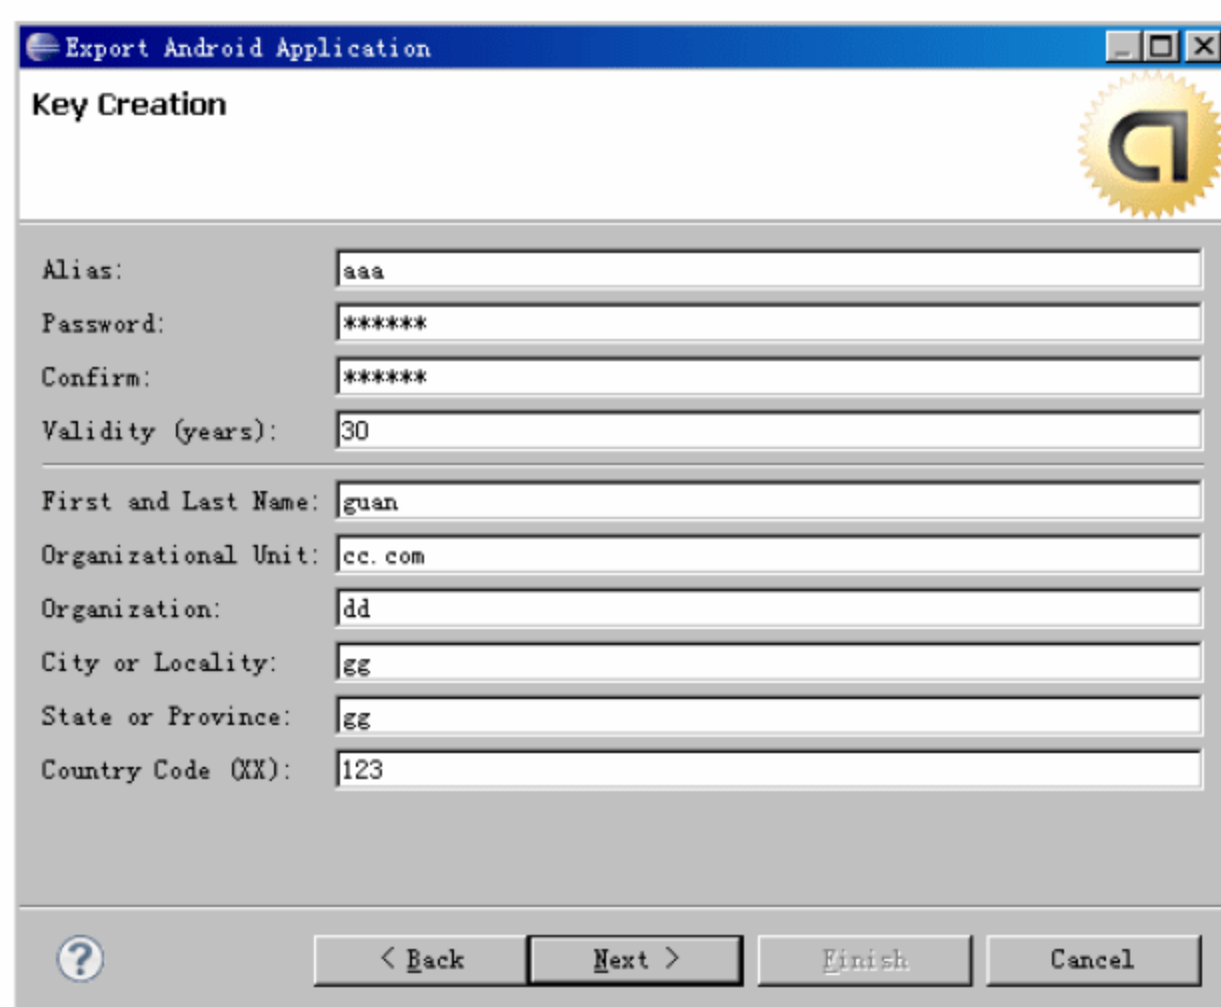 Export Android Application
Key Creation
Alias: aaa
Password: ******
Confirm: ******
Validity (years): 30
First and Last Name: guan
Organizational Unit: cc.com
Organization: dd
City or Locality: gg
State or Province: gg
Country Code (XX): 123
? < Back Next > Finish Cancel